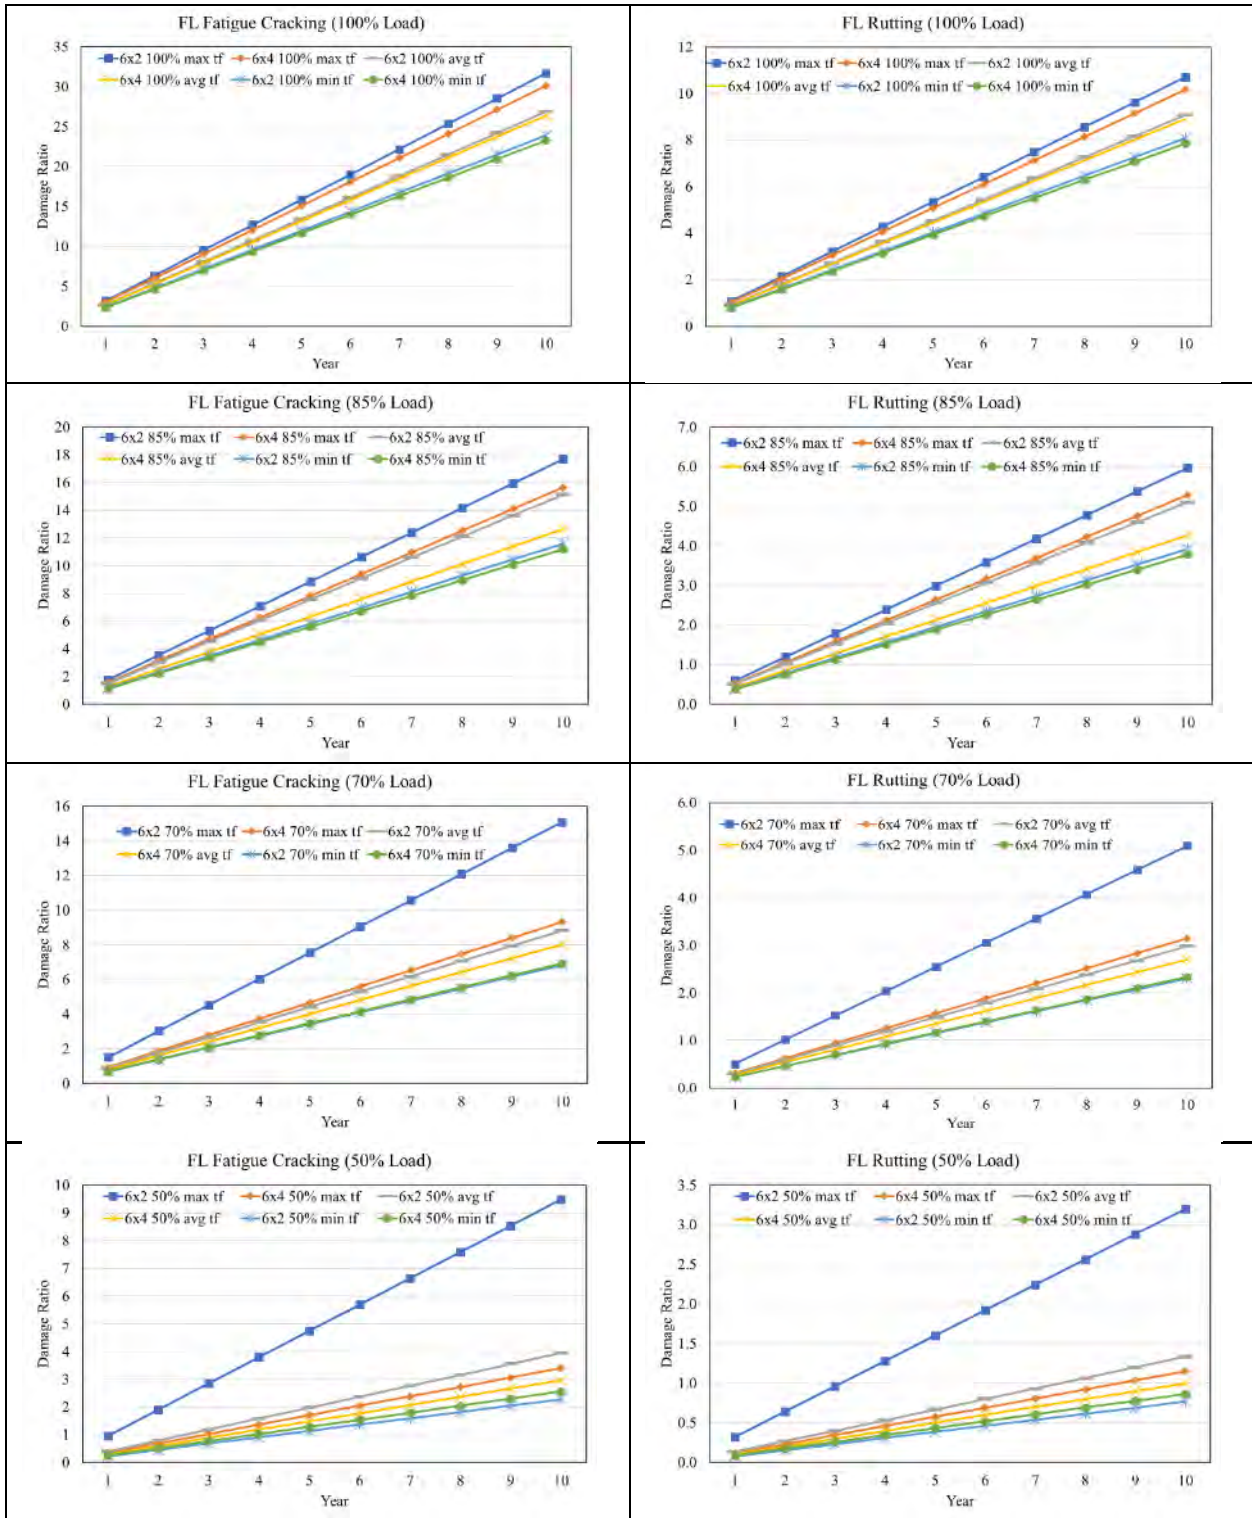 FL Fatigue Cracking (100% Load)
6x2 100% max tf 6x4 100% max tf 6x2 100% avg tf
6x4 100% avg tf 6x2 100% min tf 6x4 100% min tf
Damage Ratio
35
30
25
20
15
10
5
0
1 2 3 4 5 6 7 8 9 10
Year
FL Rutting (100% Load)
6x2 100% max tf 6x4 100% max tf 6x2 100% avg tf
6x4 100% avg tf 6x2 100% min tf 6x4 100% min tf
Damage Ratio
12
10
8
6
4
2
0
1 2 3 4 5 6 7 8 9 10
Year
FL Fatigue Cracking (85% Load)
6x2 85% max tf 6x4 85% max tf 6x2 85% avg tf
6x4 85% avg tf 6x2 85% min tf 6x4 85% min tf
Damage Ratio
20
18
16
14
12
10
8
6
4
2
0
1 2 3 4 5 6 7 8 9 10
Year
FL Rutting (85% Load)
6x2 85% max tf 6x4 85% max tf 6x2 85% avg tf
6x4 85% avg tf 6x2 85% min tf 6x4 85% min tf
Damage Ratio
7.0
6.0
5.0
4.0
3.0
2.0
1.0
0.0
1 2 3 4 5 6 7 8 9 10
Year
FL Fatigue Cracking (70% Load)
6x2 70% max tf 6x4 70% max tf 6x2 70% avg tf
6x4 70% avg tf 6x2 70% min tf 6x4 70% min tf
Damage Ratio
16
14
12
10
8
6
4
2
0
1 2 3 4 5 6 7 8 9 10
Year
FL Rutting (70% Load)
6x2 70% max tf 6x4 70% max tf 6x2 70% avg tf
6x4 70% avg tf 6x2 70% min tf 6x4 70% min tf
Damage Ratio
6.0
5.0
4.0
3.0
2.0
1.0
0.0
1 2 3 4 5 6 7 8 9 10
Year
FL Fatigue Cracking (50% Load)
6x2 50% max tf 6x4 50% max tf 6x2 50% avg tf
6x4 50% avg tf 6x2 50% min tf 6x4 50% min tf
Damage Ratio
10
9
8
7
6
5
4
3
2
1
0
1 2 3 4 5 6 7 8 9 10
Year
FL Rutting (50% Load)
6x2 50% max tf 6x4 50% max tf 6x2 50% avg tf
6x4 50% avg tf 6x2 50% min tf 6x4 50% min tf
Damage Ratio
3.5
3.0
2.5
2.0
1.5
1.0
0.5
0.0
1 2 3 4 5 6 7 8 9 10
Year